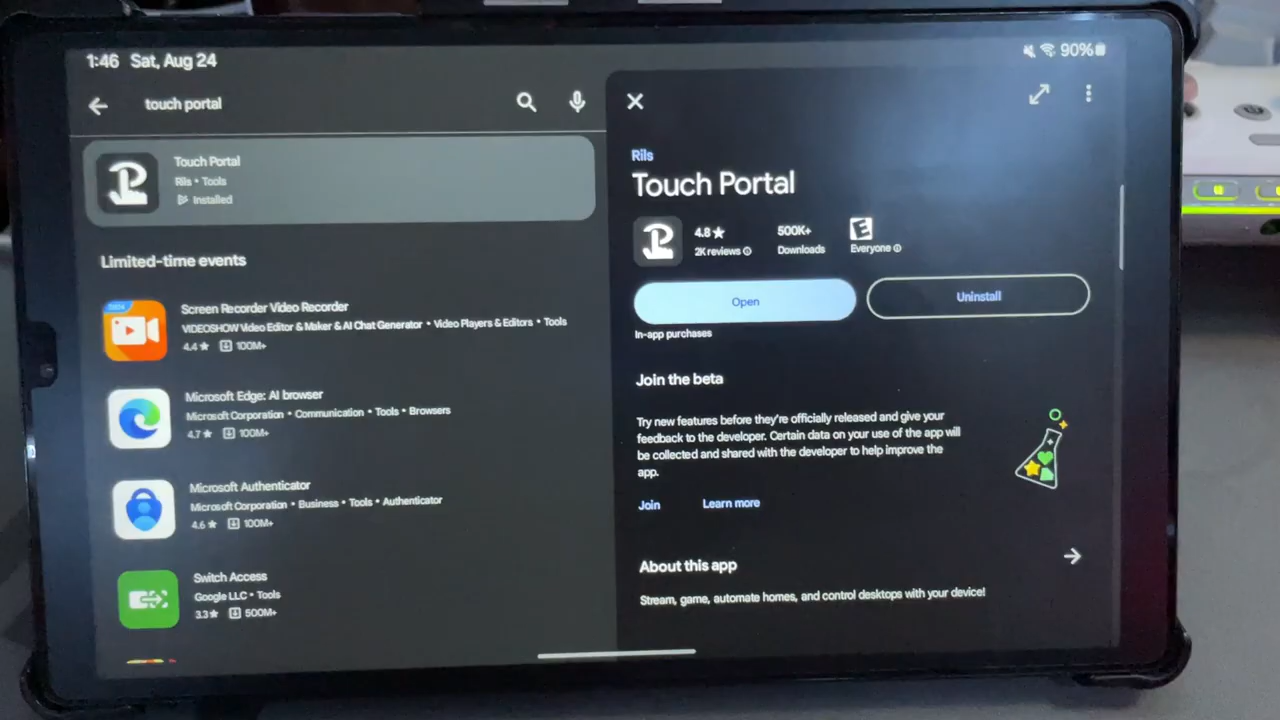 1:46 Sat, Aug 24
90%
touch portal
Touch Portal
Rils • Tools
Installed
Limited-time events
Screen Recorder Video Recorder
VIDEOSHOW Video Editor & Maker & AI Chat Generator • Video Players & Editors • Tools
4.4★ 100M+
Microsoft Edge: AI browser
Microsoft Corporation • Communication • Tools • Browsers
4.7★ 100M+
Microsoft Authenticator
Microsoft Corporation • Business • Tools • Authenticator
4.6★ 100M+
Switch Access
Google LLC • Tools
3.3★ 500M+
Rils
Touch Portal
4.8★
2K reviews
500K+
Downloads
E
Everyone
Open
Uninstall
In-app purchases
Join the beta
Try new features before they're officially released and give your
feedback to the developer. Certain data on your use of the app will
be collected and shared with the developer to help improve the
app.
Join Learn more
About this app
Stream, game, automate homes, and control desktops with your device!